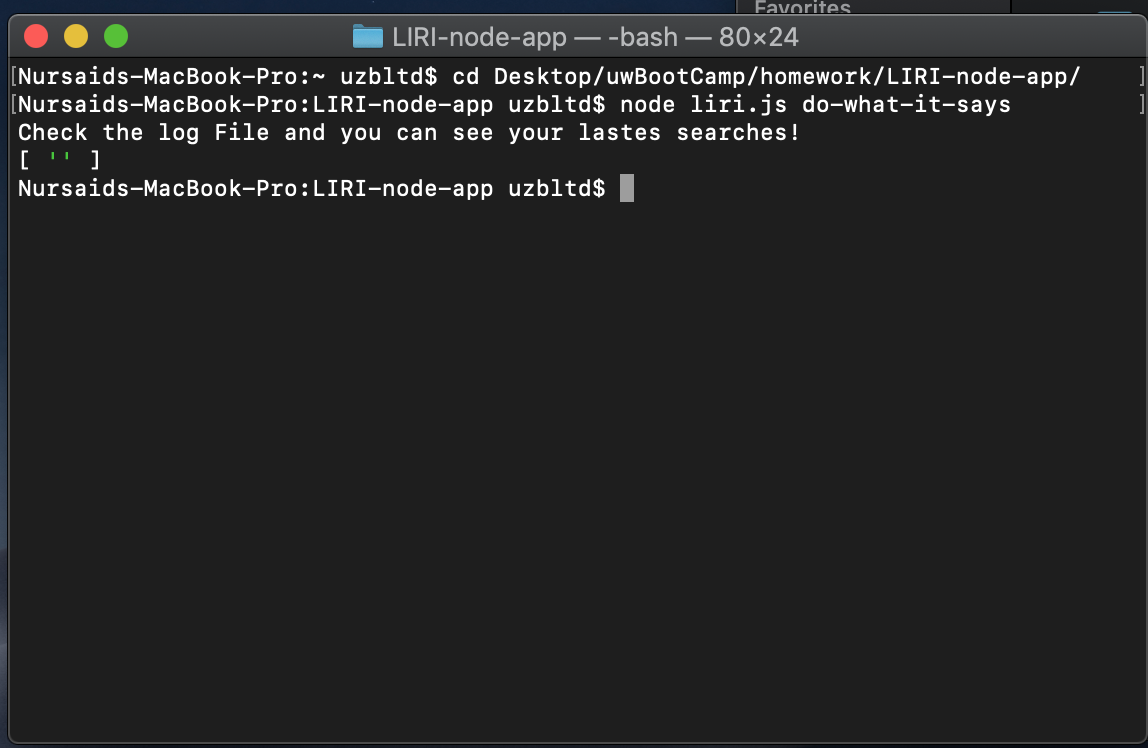 Favorites
LIRI-node-app — -bash — 80×24
[Nursaids-MacBook-Pro:~ uzbltd$ cd Desktop/uwBootCamp/homework/LIRI-node-app/ ]
[Nursaids-MacBook-Pro:LIRI-node-app uzbltd$ node liri.js do-what-it-says ]
Check the log File and you can see your lastes searches!
[ '' ]
Nursaids-MacBook-Pro:LIRI-node-app uzbltd$